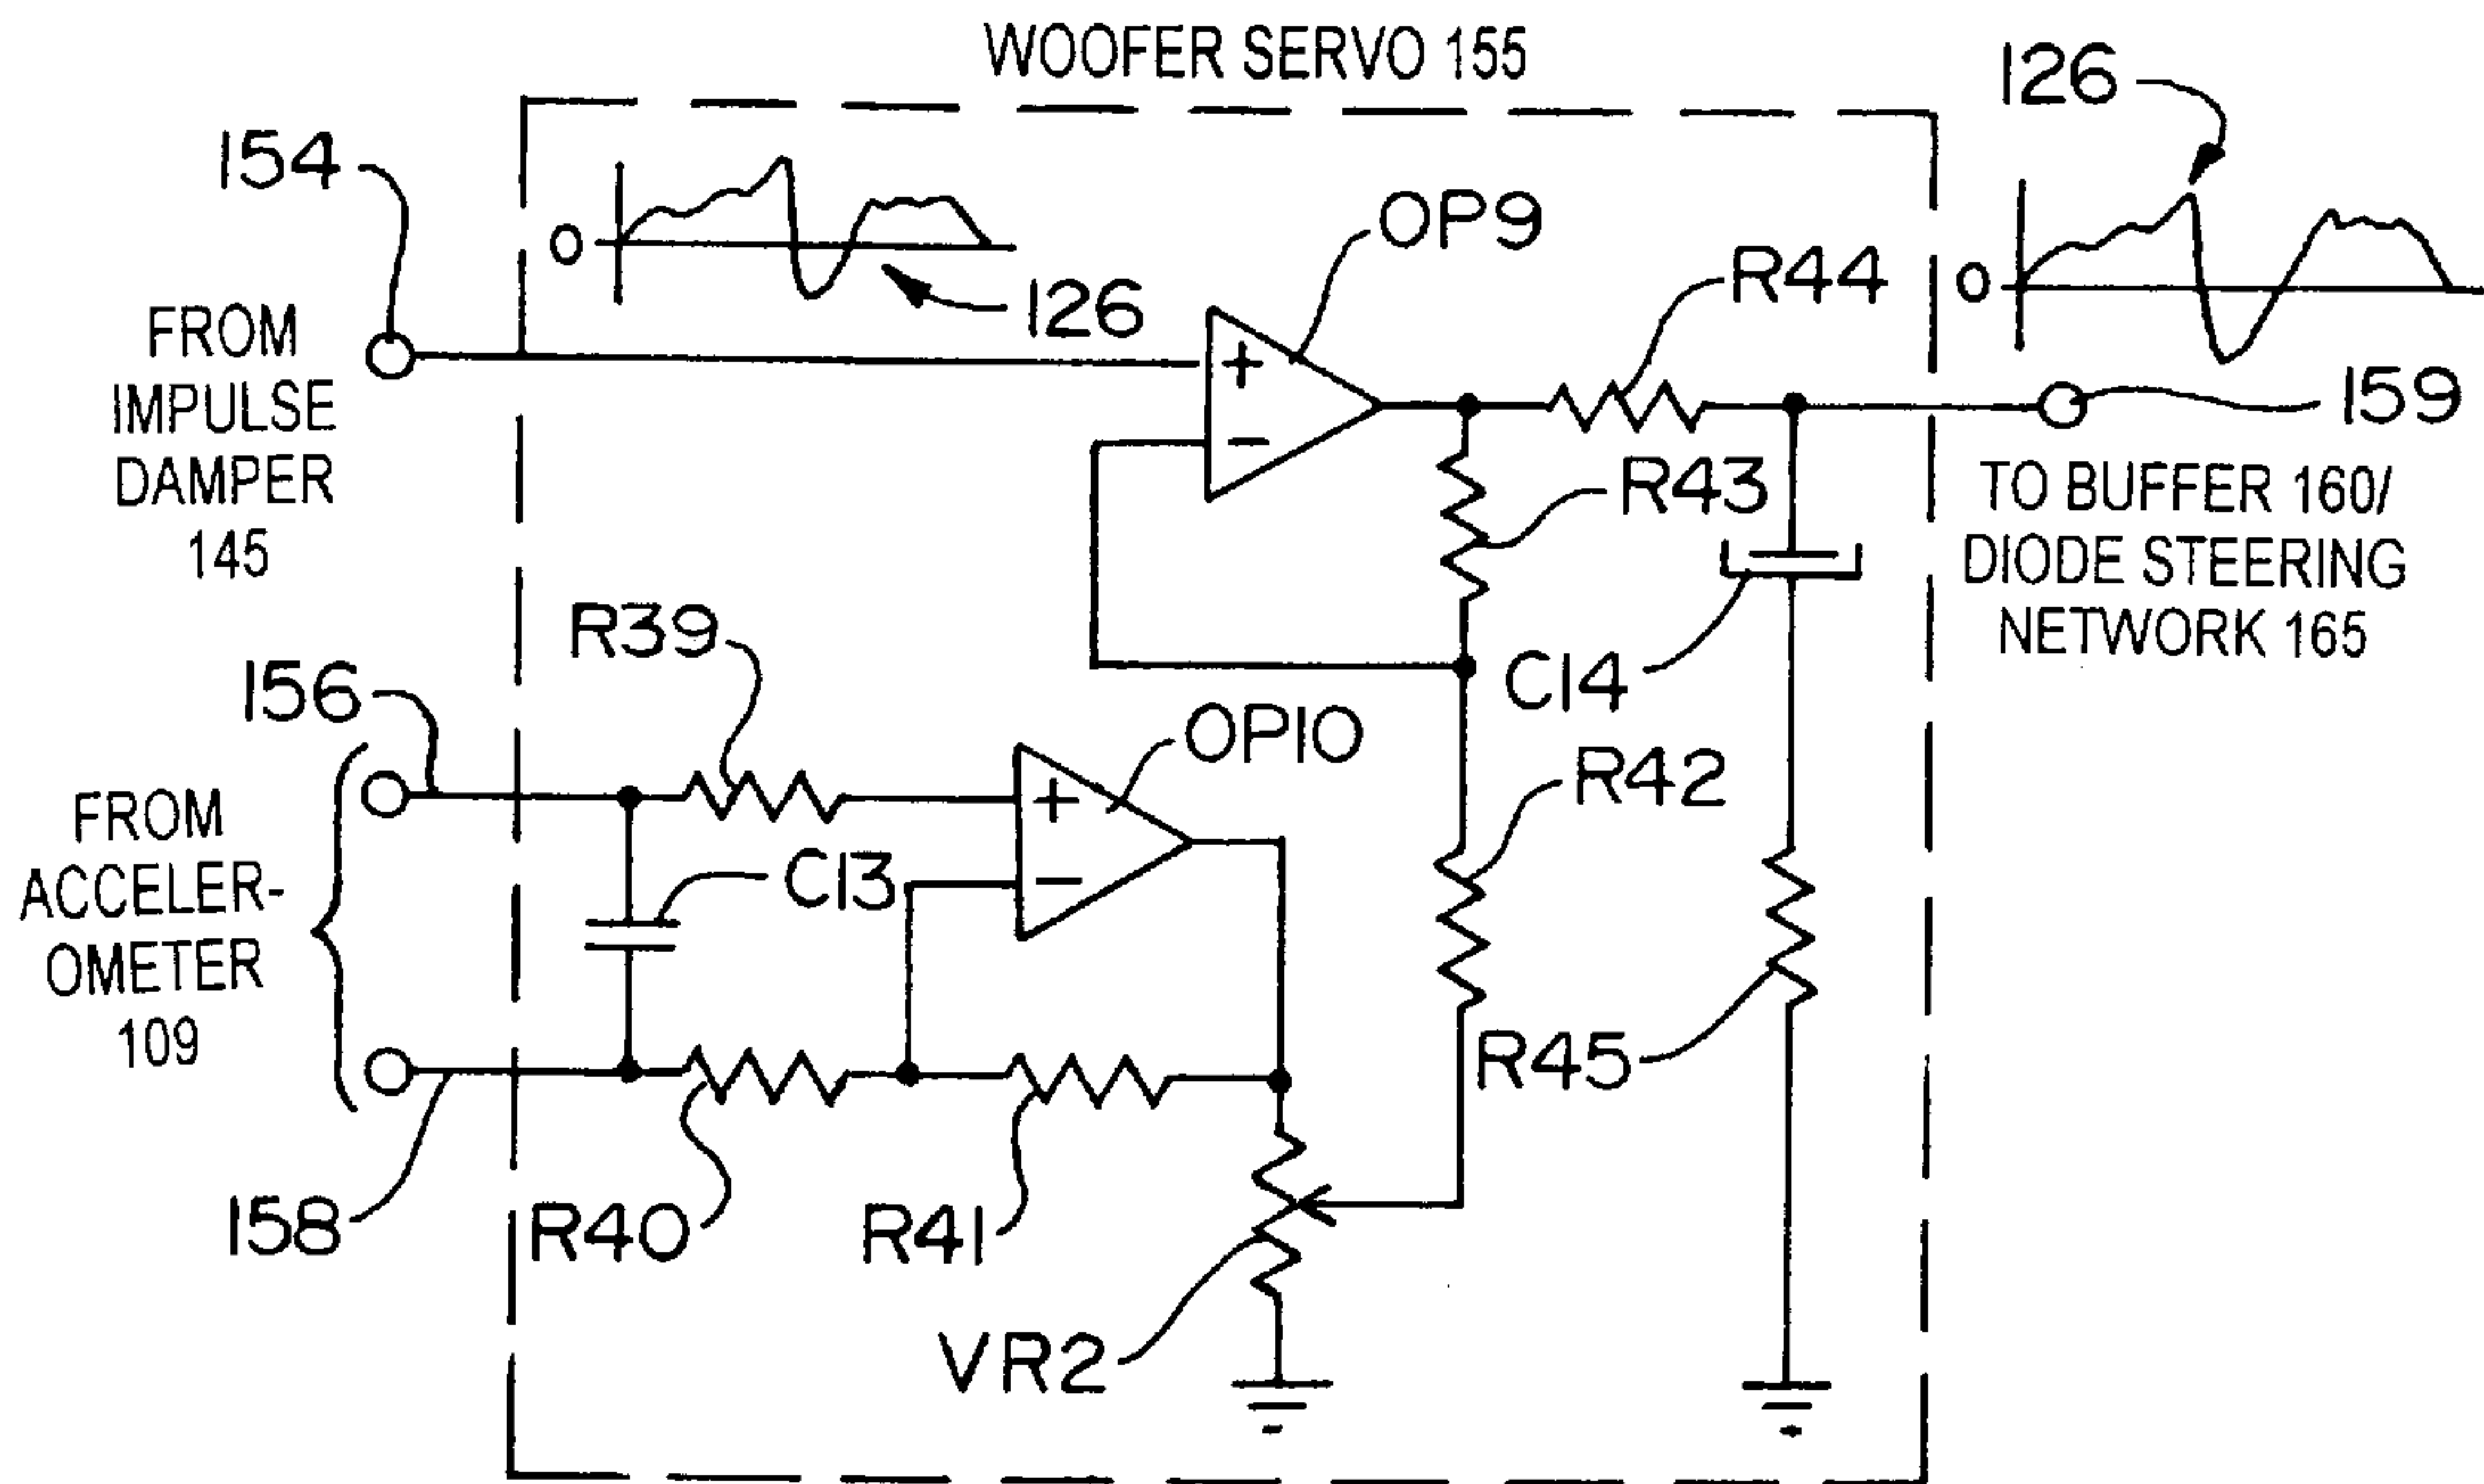 WOOFER SERVO 155
126
154
0
126
OP9
R44
0
159
FROM
IMPULSE
DAMPER
145
+
−
R43
TO BUFFER 160/
DIODE STEERING
NETWORK 165
R39
C14
156
OP10
R42
FROM
ACCELER-
OMETER
109
+
−
C13
R45
158
R40
R41
VR2